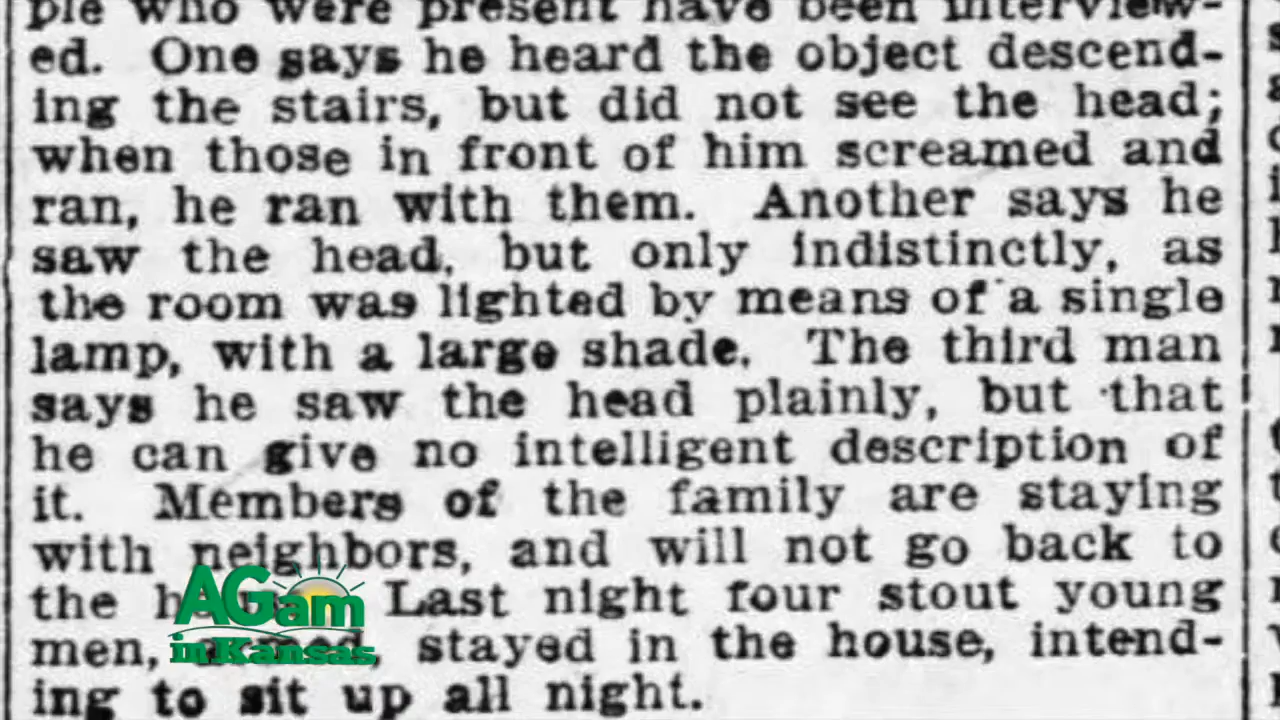 ple who were present have been interview-
ed. One says he heard the object descend-
ing the stairs, but did not see the head;
when those in front of him screamed and
ran, he ran with them. Another says he
saw the head, but only indistinctly, as
the room was lighted by means of a single
lamp, with a large shade. The third man
says he saw the head plainly, but that
he can give no intelligent description of
it. Members of the family are staying
with neighbors, and will not go back to
the Last night four stout young
men, stayed in the house, intend-
ing to sit up all night.
AGam
in Kansas